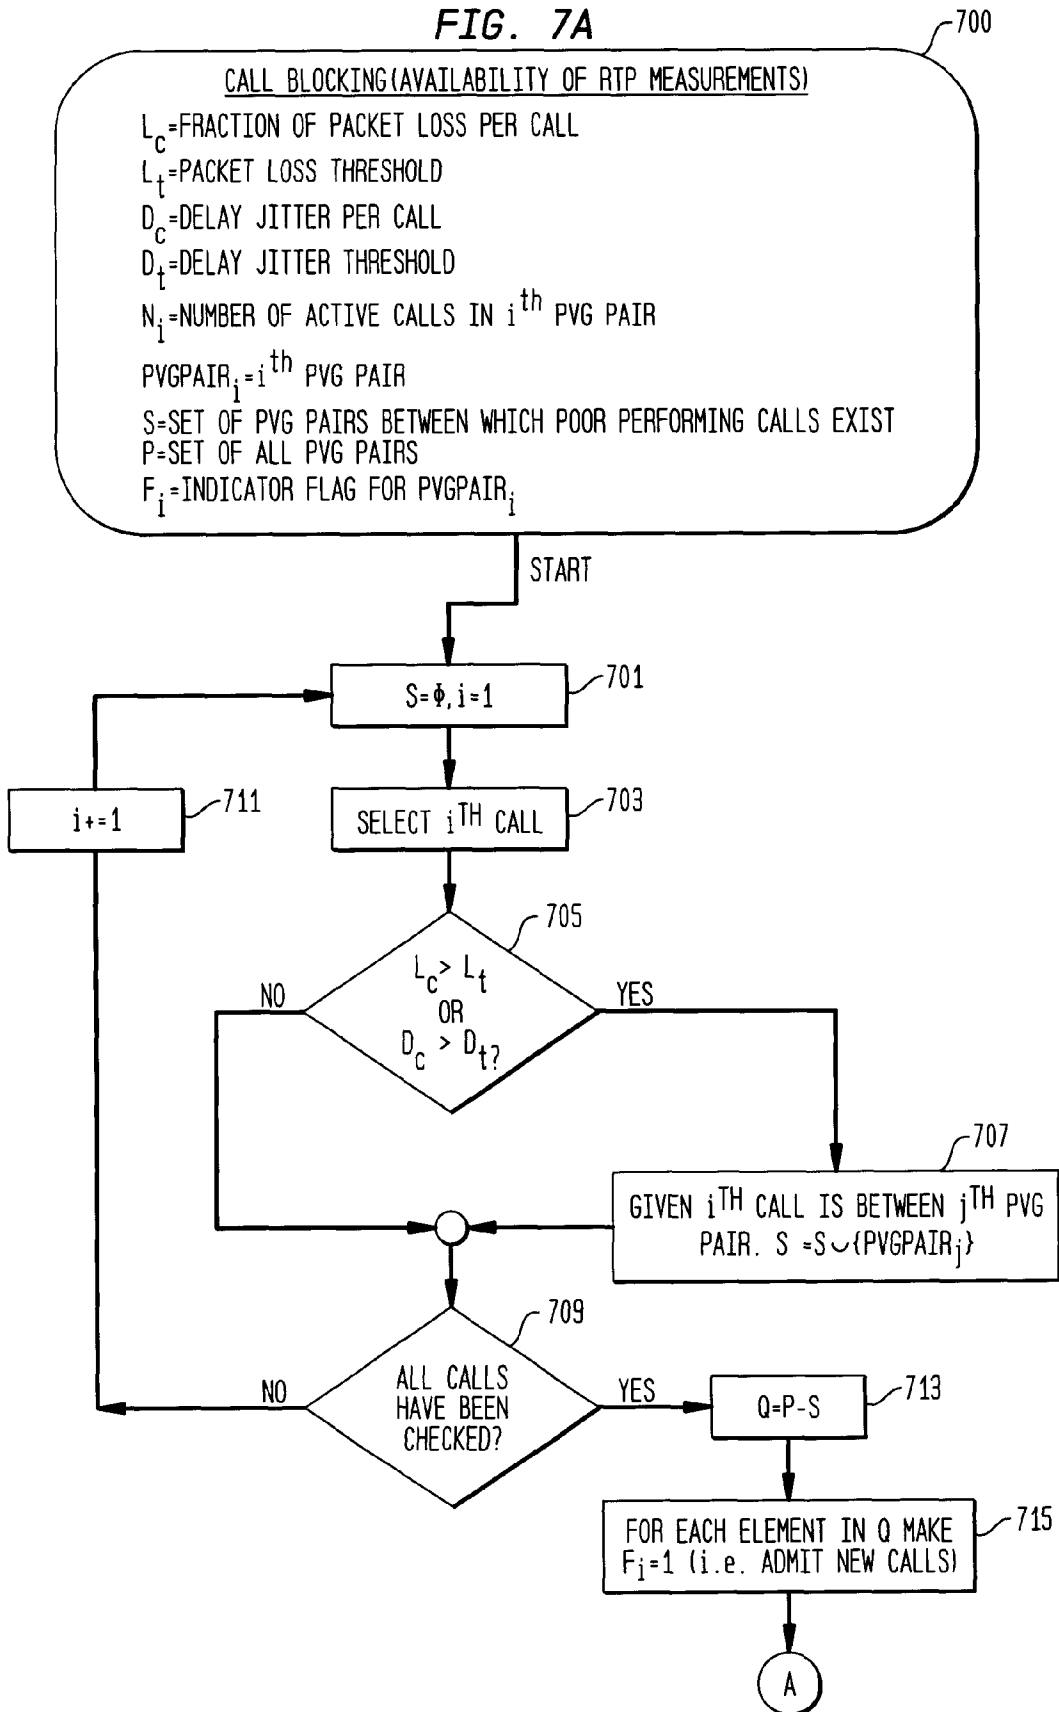 FIG. 7A
700
CALL BLOCKING(AVAILABILITY OF RTP MEASUREMENTS)
Lc=FRACTION OF PACKET LOSS PER CALL
Lt=PACKET LOSS THRESHOLD
Dc=DELAY JITTER PER CALL
Dt=DELAY JITTER THRESHOLD
Ni=NUMBER OF ACTIVE CALLS IN ith PVG PAIR
PVGPAIRi=ith PVG PAIR
S=SET OF PVG PAIRS BETWEEN WHICH POOR PERFORMING CALLS EXIST
P=SET OF ALL PVG PAIRS
Fi=INDICATOR FLAG FOR PVGPAIRi
START
S=Φ,i=1
701
i+=1
711
SELECT iTH CALL
703
705
Lc> Lt
OR
Dc > Dt?
NO
YES
707
GIVEN iTH CALL IS BETWEEN jTH PVG
PAIR. S =S∪{PVGPAIRj}
709
ALL CALLS
HAVE BEEN
CHECKED?
NO
YES
Q=P-S
713
FOR EACH ELEMENT IN Q MAKE
Fi=1 (i.e. ADMIT NEW CALLS)
715
A